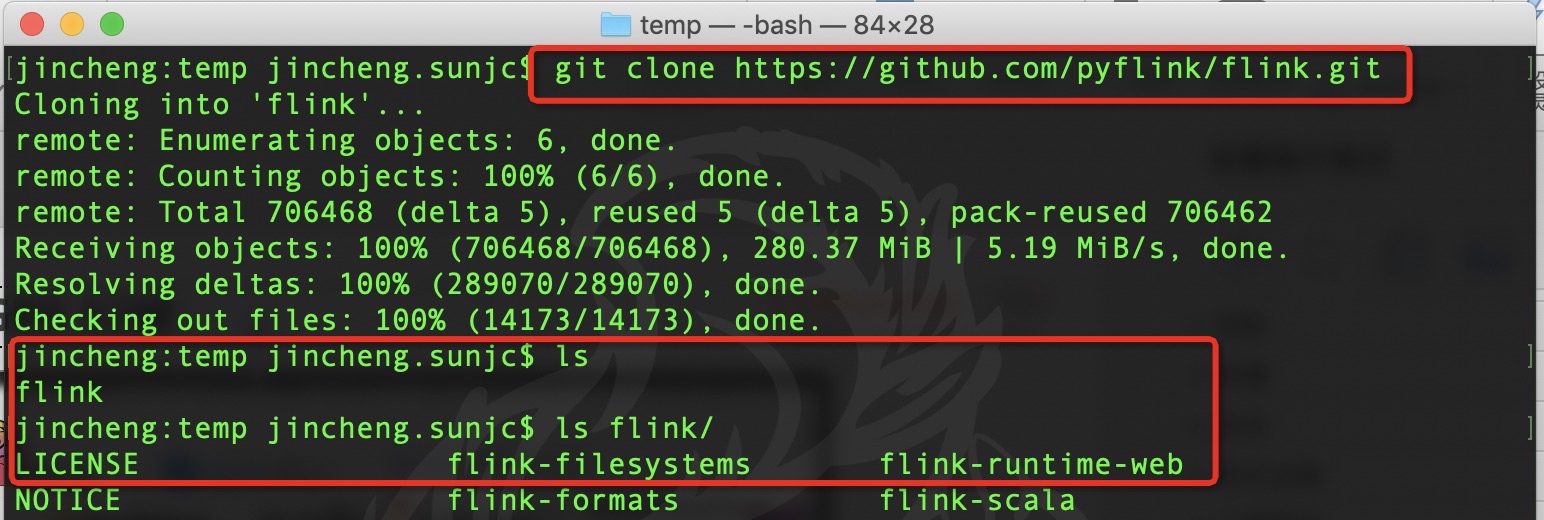 temp — -bash — 84×28
jincheng:temp jincheng.sunjc$ git clone https://github.com/pyflink/flink.git
Cloning into 'flink'...
remote: Enumerating objects: 6, done.
remote: Counting objects: 100% (6/6), done.
remote: Total 706468 (delta 5), reused 5 (delta 5), pack-reused 706462
Receiving objects: 100% (706468/706468), 280.37 MiB | 5.19 MiB/s, done.
Resolving deltas: 100% (289070/289070), done.
Checking out files: 100% (14173/14173), done.
jincheng:temp jincheng.sunjc$ ls
flink
jincheng:temp jincheng.sunjc$ ls flink/
LICENSE flink-filesystems flink-runtime-web
NOTICE flink-formats flink-scala